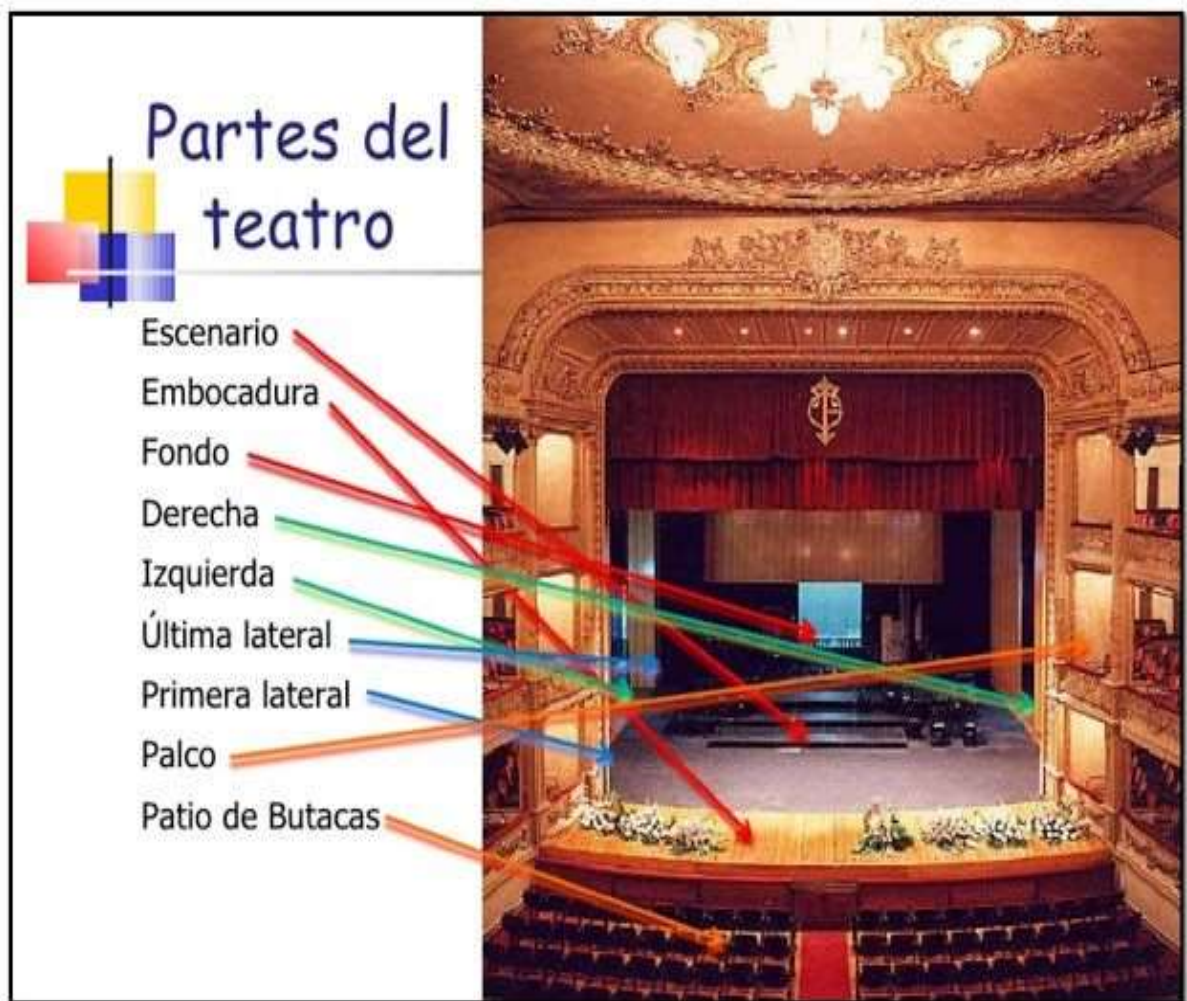 Partes del
teatro
Escenario
Embocadura
Fondo
Derecha
Izquierda
Última lateral
Primera lateral
Palco
Patio de Butacas